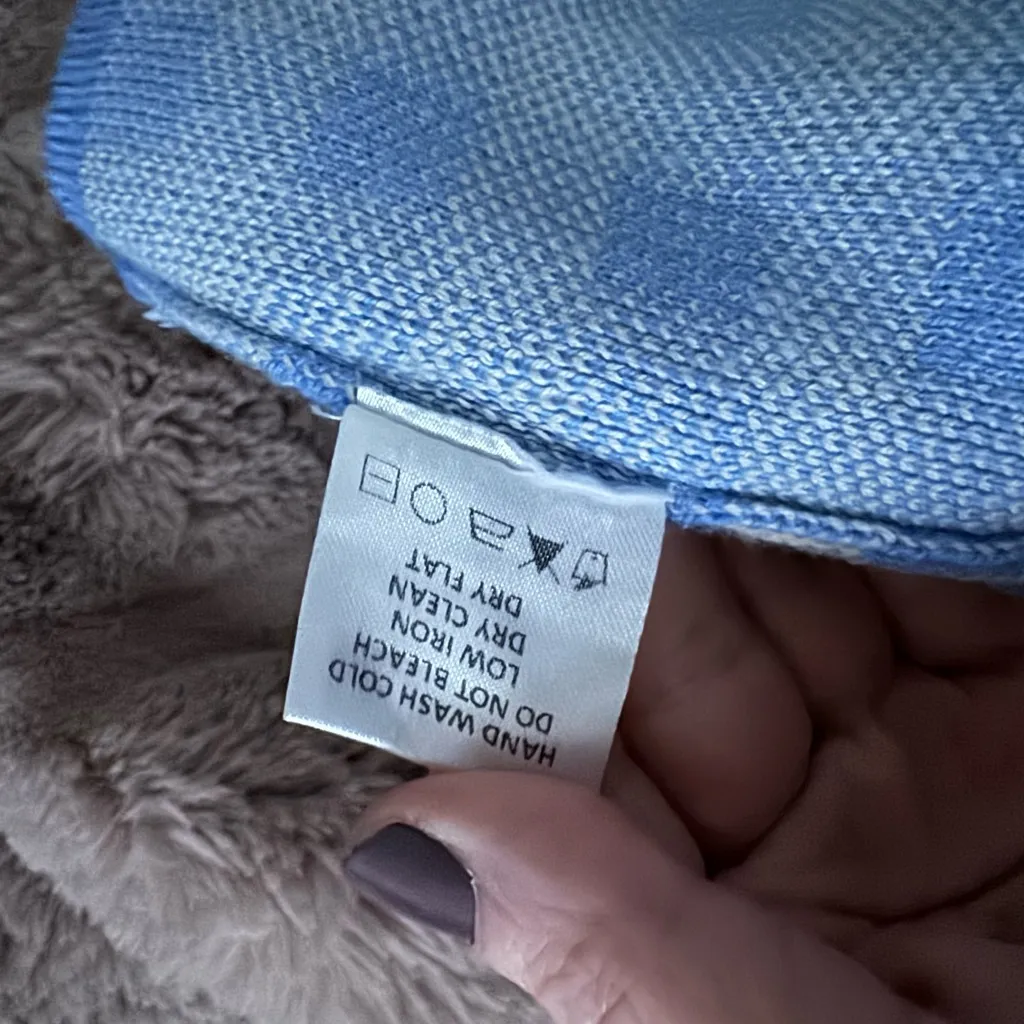 HAND WASH COLD
DO NOT BLEACH
LOW IRON
DRY CLEAN
DRY FLAT